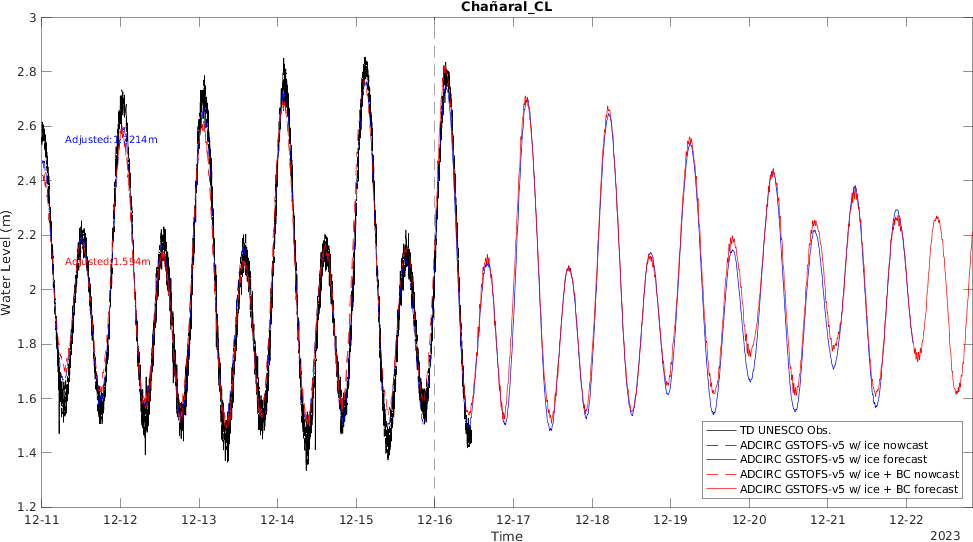 Chañaral_CL
Water Level (m)
3
2.8
2.6
2.4
2.2
2
1.8
1.6
1.4
1.2
Adjusted:
Adjusted:1.594m
TD UNESCO Obs.
ADCIRC GSTOFS-v5 w/ ice nowcast
ADCIRC GSTOFS-v5 w/ ice forecast
ADCIRC GSTOFS-v5 w/ ice + BC nowcast
ADCIRC GSTOFS-v5 w/ ice + BC forecast
12-11 12-12 12-13 12-14 12-15 12-16 12-17 12-18 12-19 12-20 12-21 12-22
Time
2023